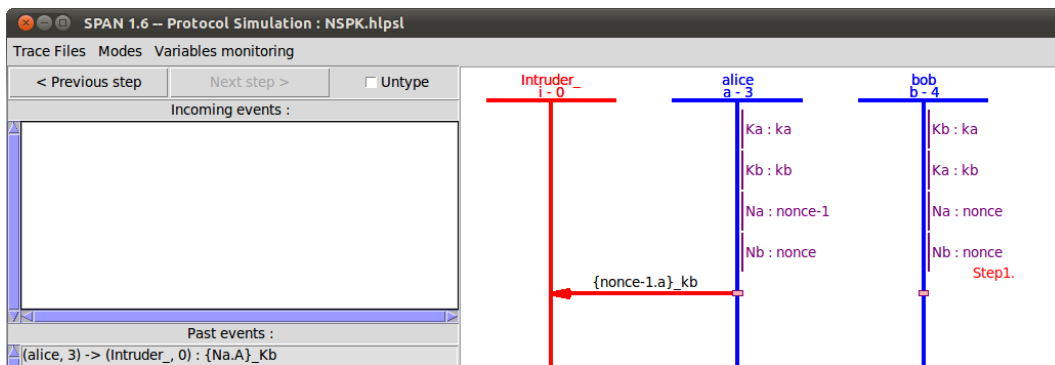 SPAN 1.6 -- Protocol Simulation : NSPK.hlpsl
Trace Files Modes Variables monitoring
< Previous step Next step > Untype
Incoming events :
Past events :
(alice, 3) -> (Intruder_, 0) : {Na.A}_Kb
Intruder_ alice bob
i - 0 a - 3 b - 4
Ka : ka Kb : kb
Kb : kb Ka : kb
Na : nonce-1 Na : nonce
Nb : nonce Nb : nonce
Step1.
{nonce-1.a}_kb